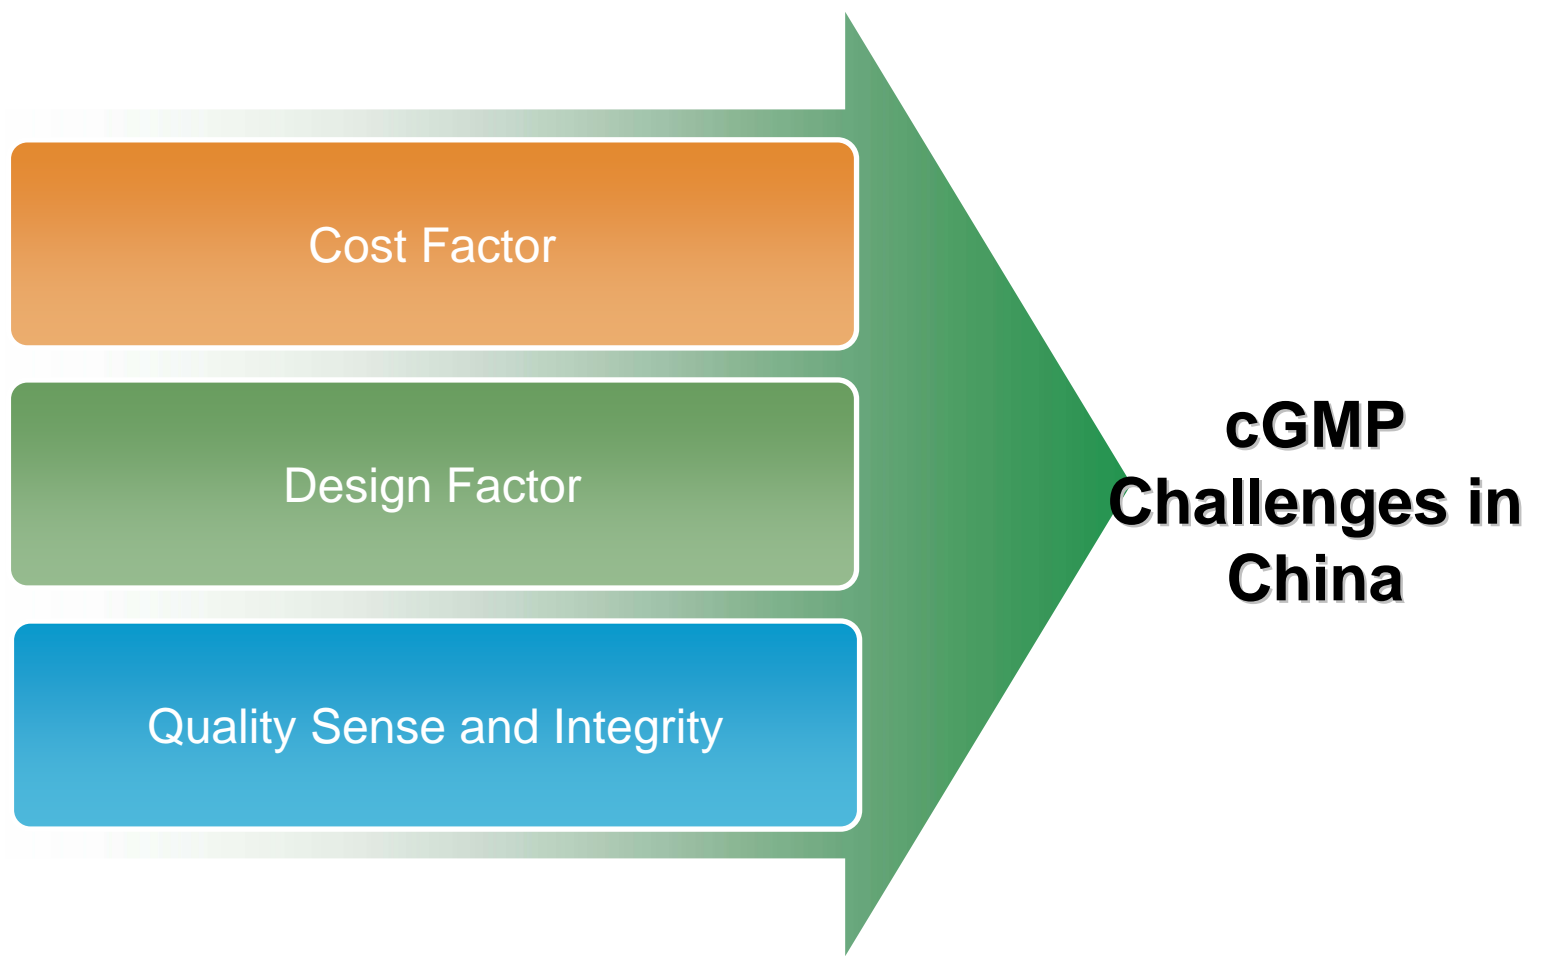 Cost Factor
Design Factor
Quality Sense and Integrity
cGMP
Challenges in
China